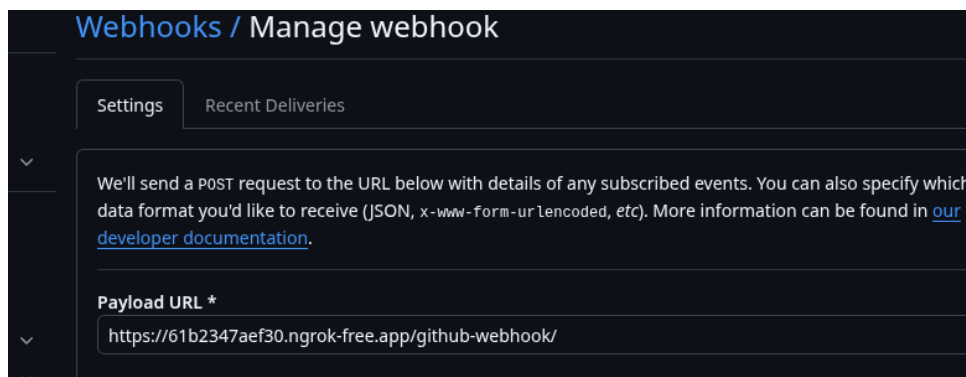 Webhooks / Manage webhook
Settings
Recent Deliveries
We'll send a POST request to the URL below with details of any subscribed events. You can also specify which
data format you'd like to receive (JSON, x-www-form-urlencoded, etc). More information can be found in our
developer documentation.
Payload URL *
https://61b2347aef30.ngrok-free.app/github-webhook/